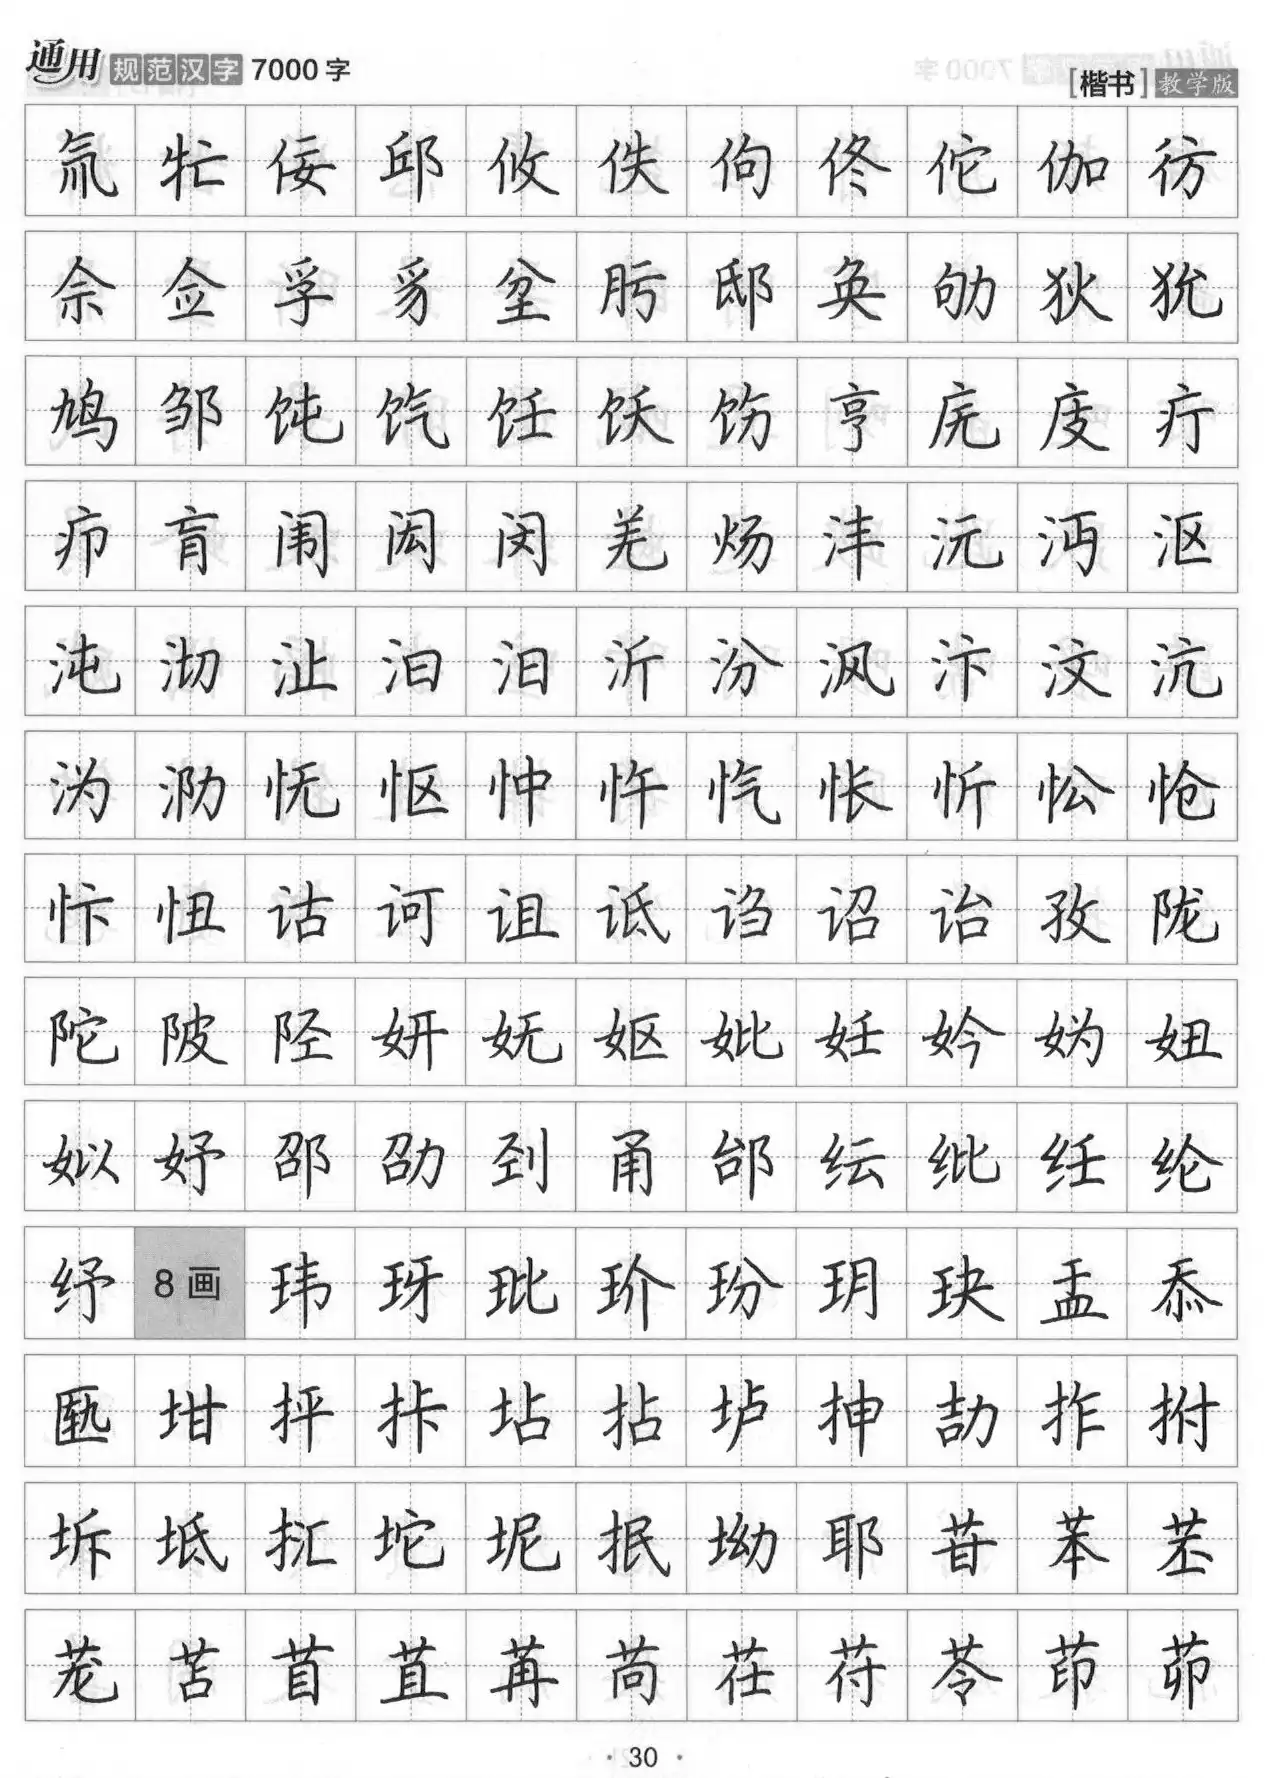 通用规范汉字7000字
[楷书]教学版
氚牤佞邱攸佚佝佟佗伽彷
佘佥孚豸坌肟邸奂劬狄狁
鸠邹饨饩饪饫饬亨庑庋疔
疖肓闱闳闵羌炀沣沅沔沤
沌沏沚汩汨沂汾沨汴汶沆
沩泐怃怄忡忤忾怅忻忪怆
忭忸诂诃诅诋诌诏诒孜陇
陀陂陉妍妩妪妣妊妗妫妞
姒妤邵劭刭甬邰纭纰纴纶
纾8画玮玡玭玠玢玥玦盂忝
匦坩抨拤坫拈垆抻劼拃拊
坼坻㧟坨坭抿坳耶苷苯苤
茏苫苜苴苒苘茌苻苓茚茆
·30·